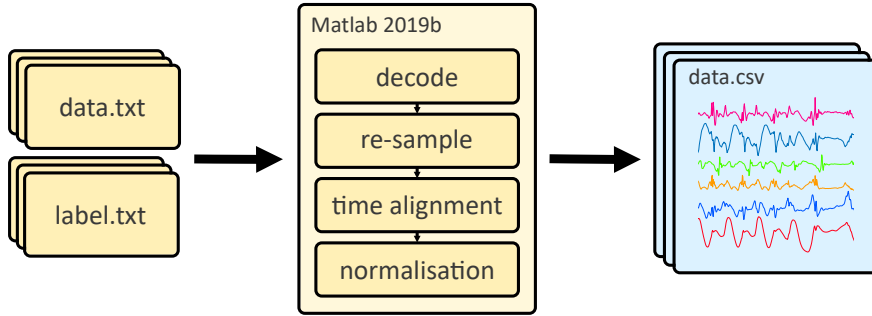 data.txt
label.txt
Matlab 2019b
decode
re-sample
time alignment
normalisation
data.csv